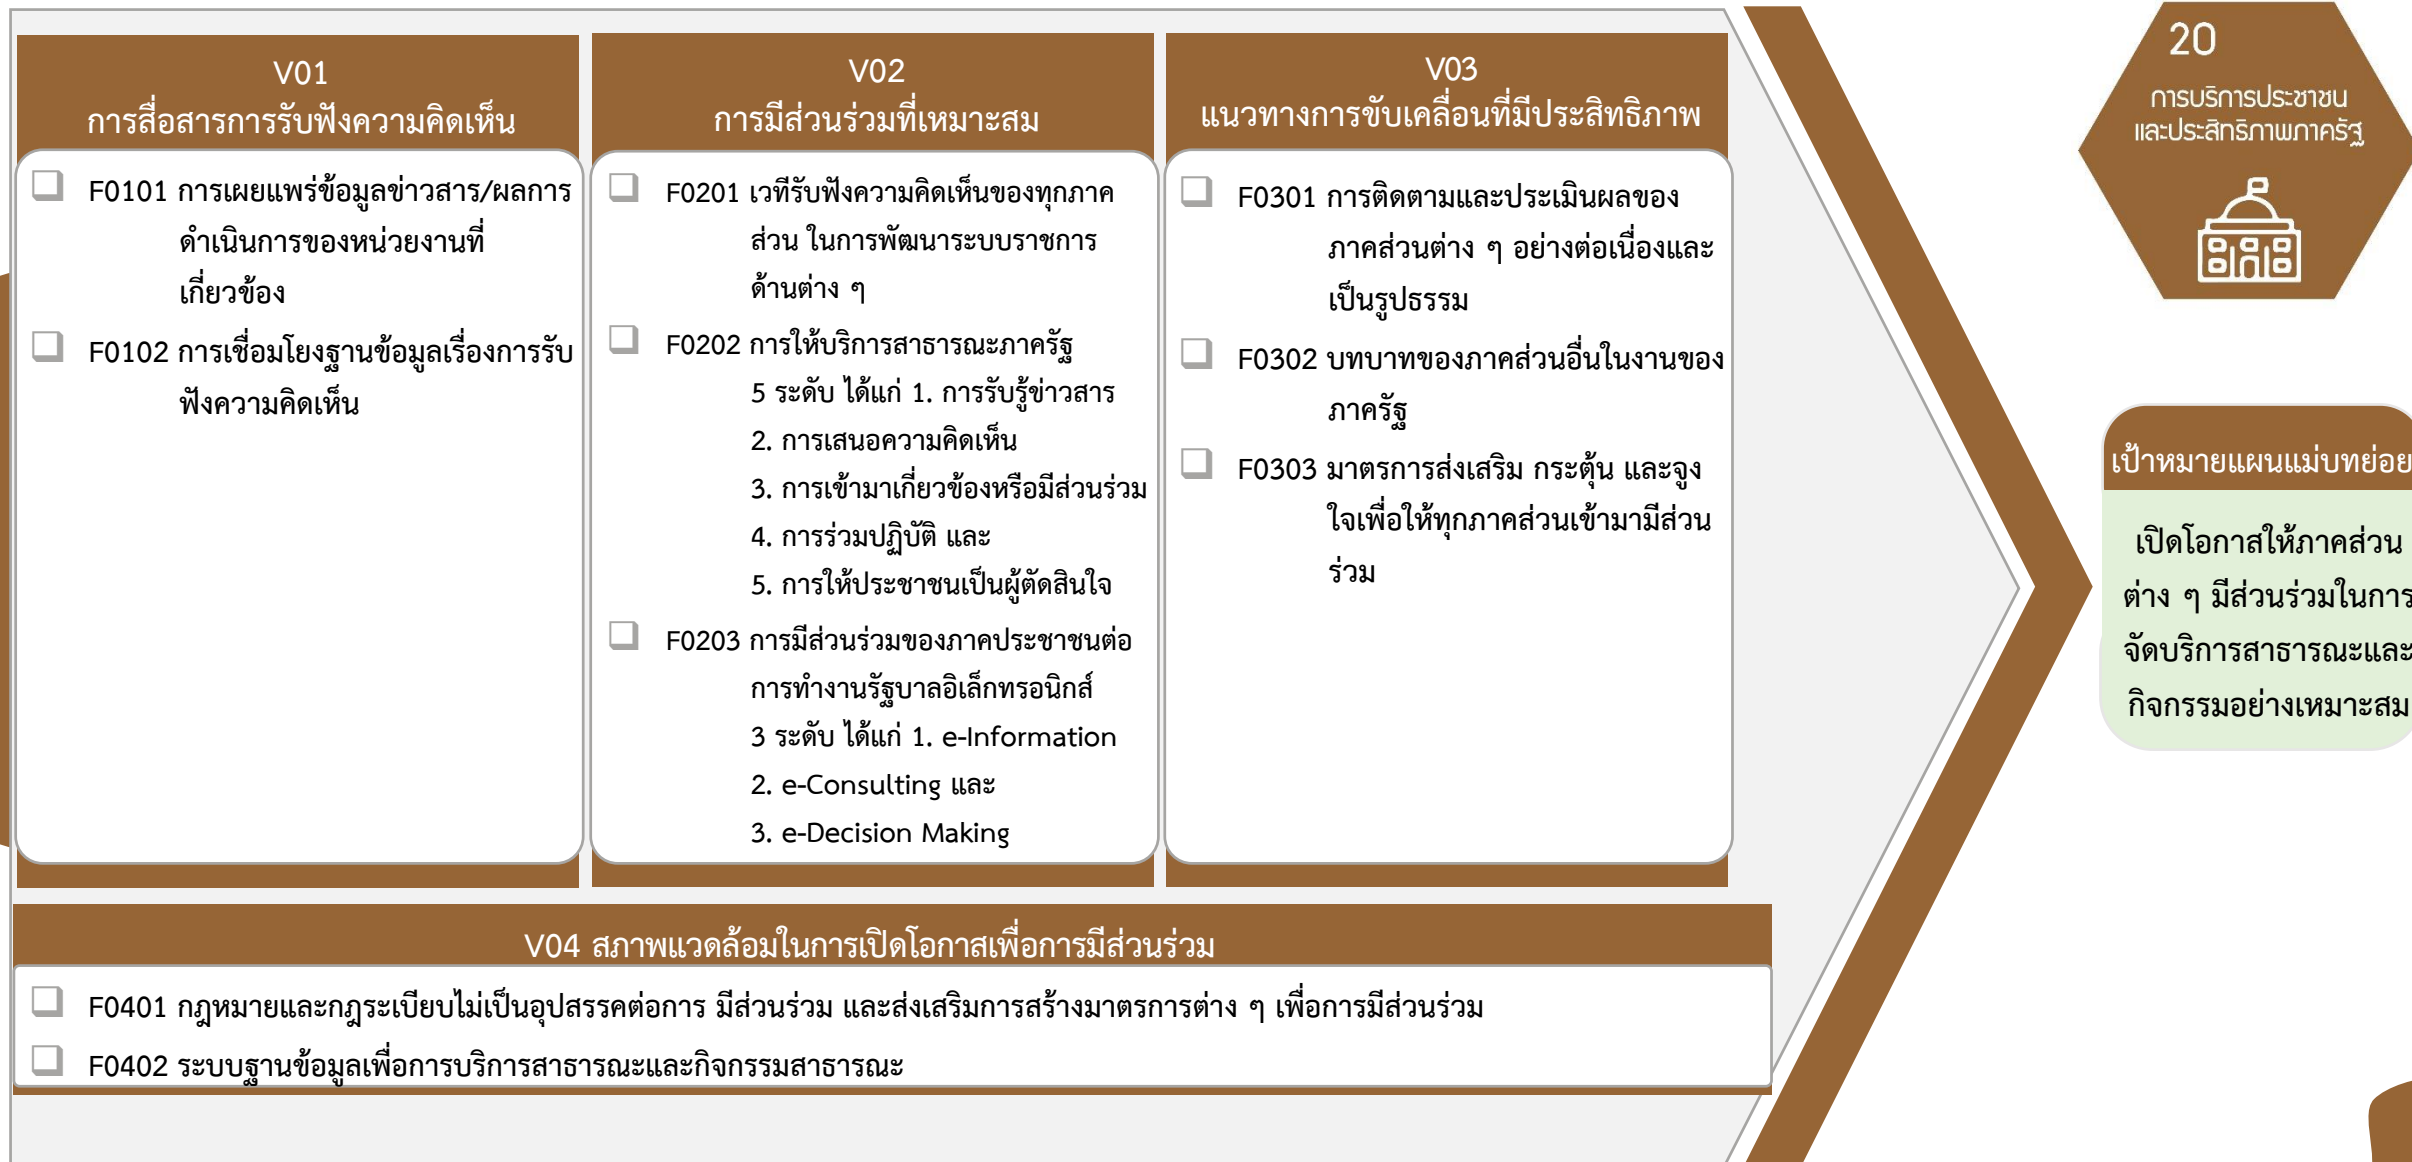 V01
การสื่อสารการรับฟังความคิดเห็น
F0101 การเผยแพร่ข้อมูลข่าวสาร/ผลการ
ดำเนินการของหน่วยงานที่
เกี่ยวข้อง
F0102 การเชื่อมโยงฐานข้อมูลเรื่องการรับ
ฟังความคิดเห็น
V02
การมีส่วนร่วมที่เหมาะสม
F0201 เวทีรับฟังความคิดเห็นของทุกภาค
ส่วน ในการพัฒนาระบบราชการ
ด้านต่าง ๆ
F0202 การให้บริการสาธารณะภาครัฐ
5 ระดับ ได้แก่ 1. การรับรู้ข่าวสาร
2. การเสนอความคิดเห็น
3. การเข้ามาเกี่ยวข้องหรือมีส่วนร่วม
4. การร่วมปฏิบัติ และ
5. การให้ประชาชนเป็นผู้ตัดสินใจ
F0203 การมีส่วนร่วมของภาคประชาชนต่อ
การทำงานรัฐบาลอิเล็กทรอนิกส์
3 ระดับ ได้แก่ 1. e-Information
2. e-Consulting และ
3. e-Decision Making
V03
แนวทางการขับเคลื่อนที่มีประสิทธิภาพ
F0301 การติดตามและประเมินผลของ
ภาคส่วนต่าง ๆ อย่างต่อเนื่องและ
เป็นรูปธรรม
F0302 บทบาทของภาคส่วนอื่นในงานของ
ภาครัฐ
F0303 มาตรการส่งเสริม กระตุ้น และจูง
ใจเพื่อให้ทุกภาคส่วนเข้ามามีส่วน
ร่วม
V04 สภาพแวดล้อมในการเปิดโอกาสเพื่อการมีส่วนร่วม
F0401 กฎหมายและกฎระเบียบไม่เป็นอุปสรรคต่อการ มีส่วนร่วม และส่งเสริมการสร้างมาตรการต่าง ๆ เพื่อการมีส่วนร่วม
F0402 ระบบฐานข้อมูลเพื่อการบริการสาธารณะและกิจกรรมสาธารณะ
20
การบริการประชาชน
และประสิทธิภาพภาครัฐ
เป้าหมายแผนแม่บทย่อย
เปิดโอกาสให้ภาคส่วน
ต่าง ๆ มีส่วนร่วมในการ
จัดบริการสาธารณะและ
กิจกรรมอย่างเหมาะสม